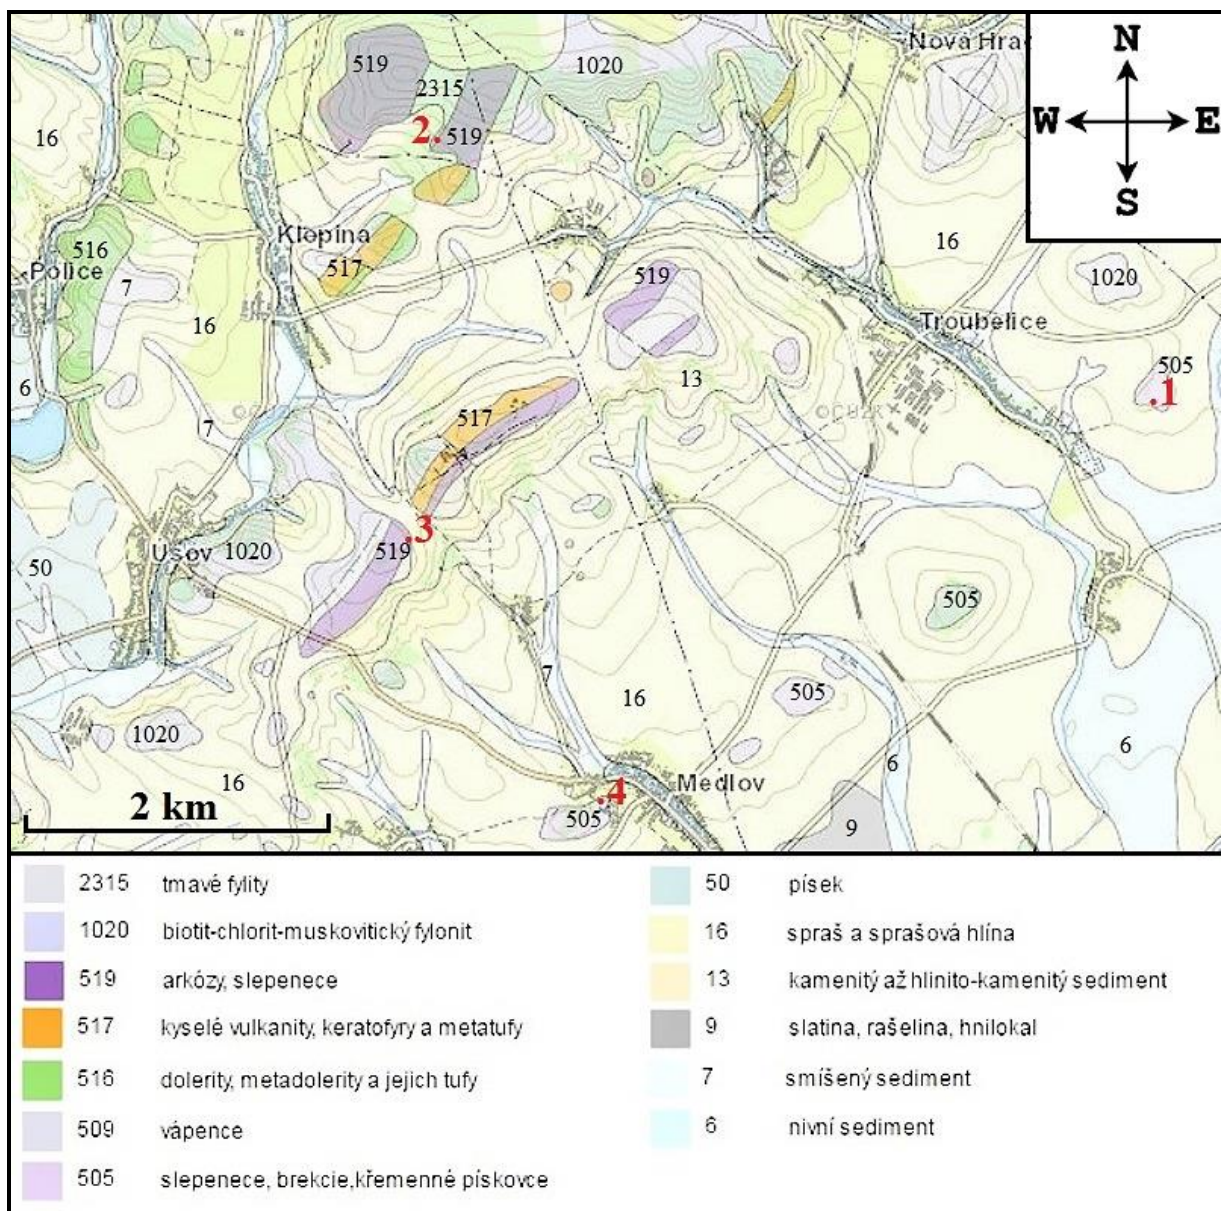 519
1020
Nová Hra
N
2315
16
2.
519
W
E
S
Klepína
16
519
516
517
1020
Police
7
16
Troubelice
505
6
13
.1
517
7
.3
519
Usov
1020
50
505
7
16
505
1020
6
16
Medlov
6
.4
2 km
505
9
2315 tmavé fylity
1020 biotit-chlorit-muskovitický fylonit
519 arkózy, slepenece
517 kyselé vulkanity, keratofyry a metatufy
516 dolerity, metadolerity a jejich tufy
509 vápence
505 slepenece, brekcie,křemenné pískovce
50 písek
16 spraš a sprašová hlína
13 kamenitý až hlinito-kamenitý sediment
9 slatina, rašelina, hnilokal
7 smíšený sediment
6 nivní sediment